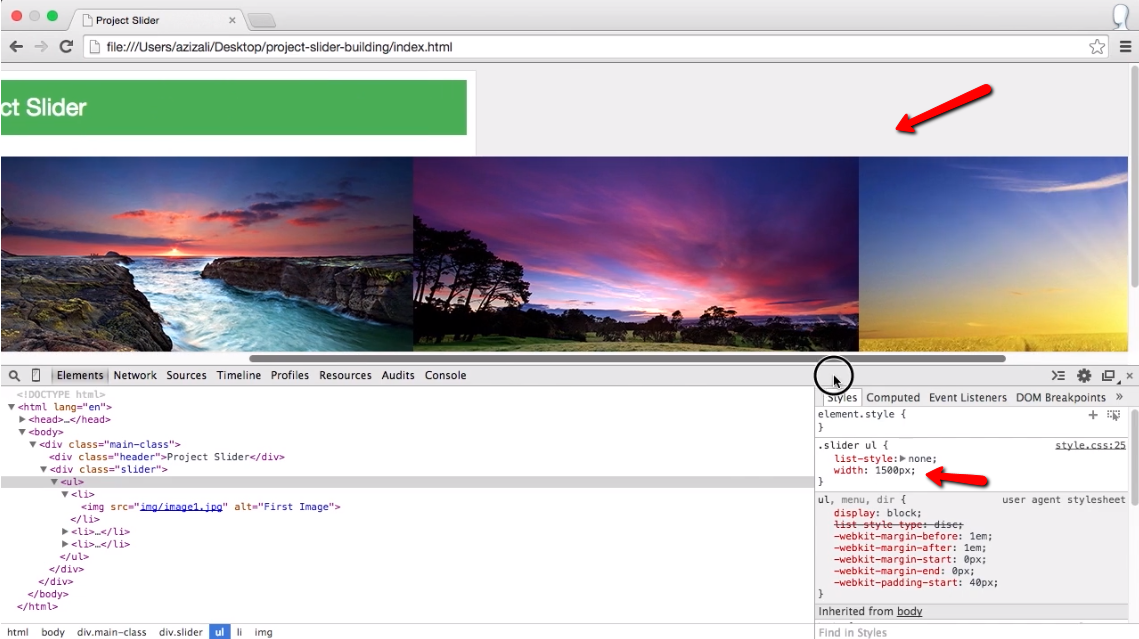 Project Slider
file:///Users/azizali/Desktop/project-slider-building/index.html
ct Slider
Elements Network Sources Timeline Profiles Resources Audits Console
<!DOCTYPE html>
<html lang="en">
<head>…</head>
<body>
<div class="main-class">
<div class="header">Project Slider</div>
<div class="slider">
<ul>
<li>
<img src="img/image1.jpg" alt="First Image">
</li>
<li>…</li>
<li>…</li>
</ul>
</div>
</div>
</body>
</html>
html body div.main-class div.slider ul li img
Styles Computed Event Listeners DOM Breakpoints »
element.style {
}
.slider ul { style.css:25
list-style: none;
width: 1500px;
}
ul, menu, dir { user agent stylesheet
display: block;
list-style-type: disc;
-webkit-margin-before: 1em;
-webkit-margin-after: 1em;
-webkit-margin-start: 0px;
-webkit-margin-end: 0px;
-webkit-padding-start: 40px;
}
Inherited from body
Find in Styles